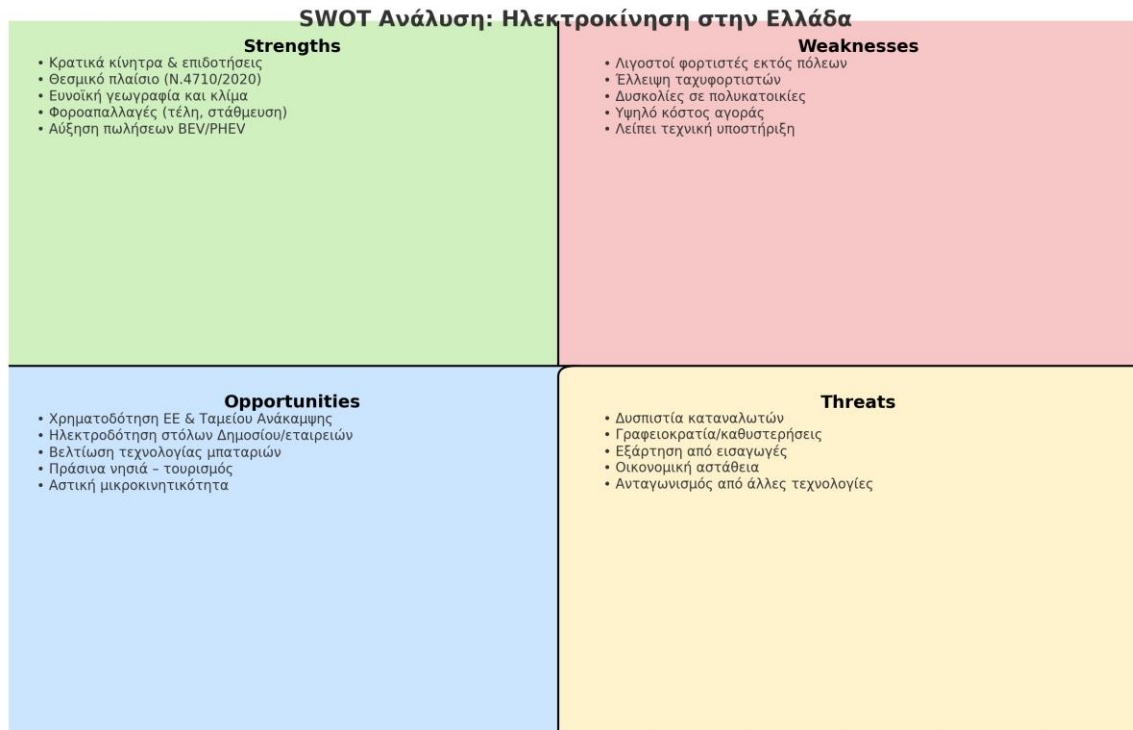 SWOT Ανάλυση: Ηλεκτροκίνηση στην Ελλάδα
Strengths
• Κρατικά κίνητρα & επιδοτήσεις
• Θεσμικό πλαίσιο (Ν.4710/2020)
• Ευνοϊκή γεωγραφία και κλίμα
• Φοροαπαλλαγές (τέλη, στάθμευση)
• Αύξηση πωλήσεων BEV/PHEV
Weaknesses
• Λιγοστοί φορτιστές εκτός πόλεων
• Έλλειψη ταχυφορτιστών
• Δυσκολίες σε πολυκατοικίες
• Υψηλό κόστος αγοράς
• Λείπει τεχνική υποστήριξη
Opportunities
• Χρηματοδότηση ΕΕ & Ταμείου Ανάκαμψης
• Ηλεκτροδότηση στόλων Δημοσίου/εταιρειών
• Βελτίωση τεχνολογίας μπαταριών
• Πράσινα νησιά – τουρισμός
• Αστική μικροκινητικότητα
Threats
• Δυσπιστία καταναλωτών
• Γραφειοκρατία/καθυστερήσεις
• Εξάρτηση από εισαγωγές
• Οικονομική αστάθεια
• Ανταγωνισμός από άλλες τεχνολογίες